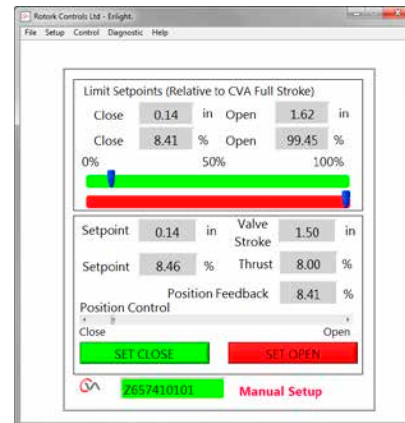 Rotork Controls Ltd - Enlight.
File Setup Control Diagnostic Help
Limit Setpoints (Relative to CVA Full Stroke)
Close 0.14 in Open 1.62 in
Close 8.41 % Open 99.45 %
0% 50% 100%
Setpoint 0.14 in Valve Stroke 1.50 in
Setpoint 8.46 % Thrust 8.00 %
Position Feedback 8.41 %
Position Control
Close Open
SET CLOSE SET OPEN
CVA Z657410101 Manual Setup